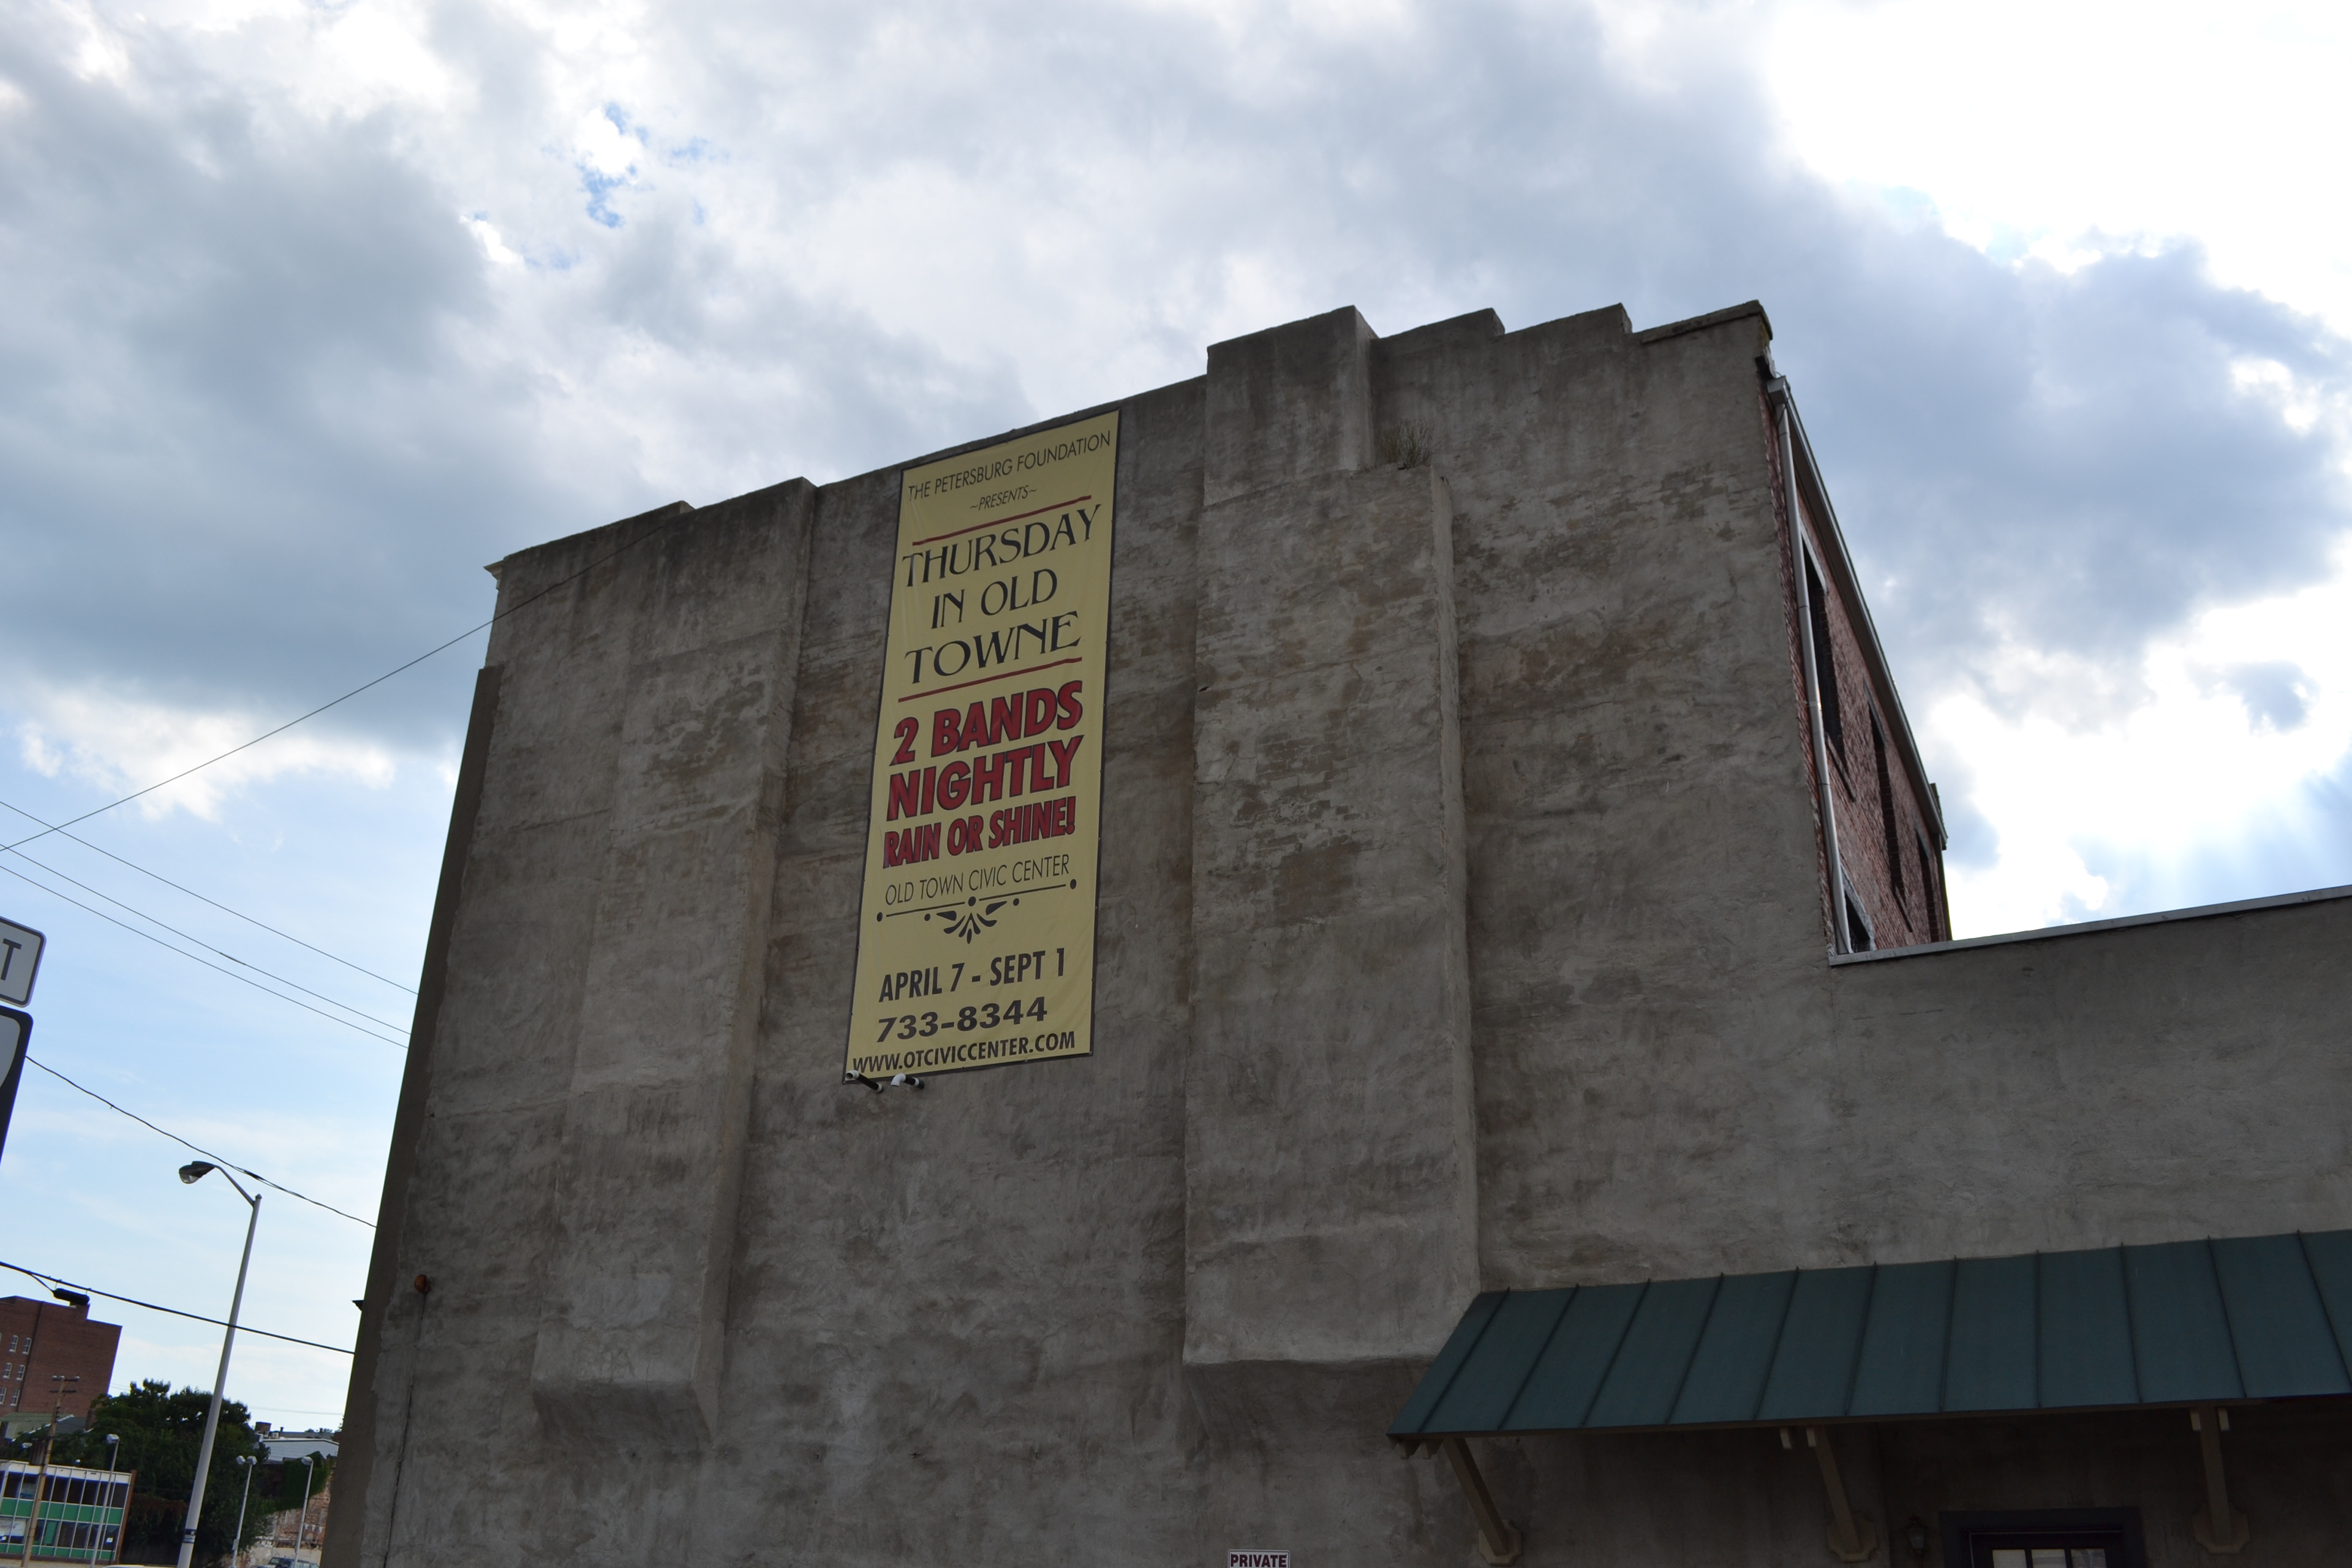 THE PETERSBURG FOUNDATION
~PRESENTS~
THURSDAY
IN OLD
TOWNE
2 BANDS
NIGHTLY
RAIN OR SHINE!
OLD TOWN CIVIC CENTER
APRIL 7 - SEPT 1
733-8344
WWW.OTCIVICCENTER.COM
T
PRIVATE